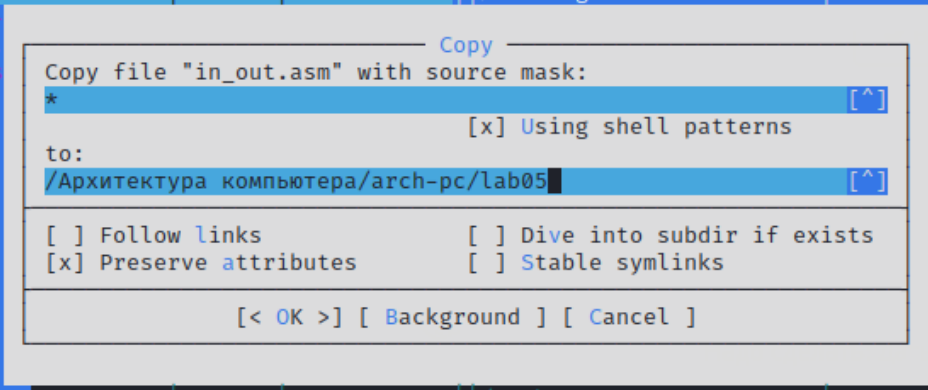 Copy
Copy file "in_out.asm" with source mask:
* [^]
[x] Using shell patterns
to:
/Архитектура компьютера/arch-pc/lab05 [^]
[ ] Follow links [ ] Dive into subdir if exists
[x] Preserve attributes [ ] Stable symlinks
[< OK >] [ Background ] [ Cancel ]